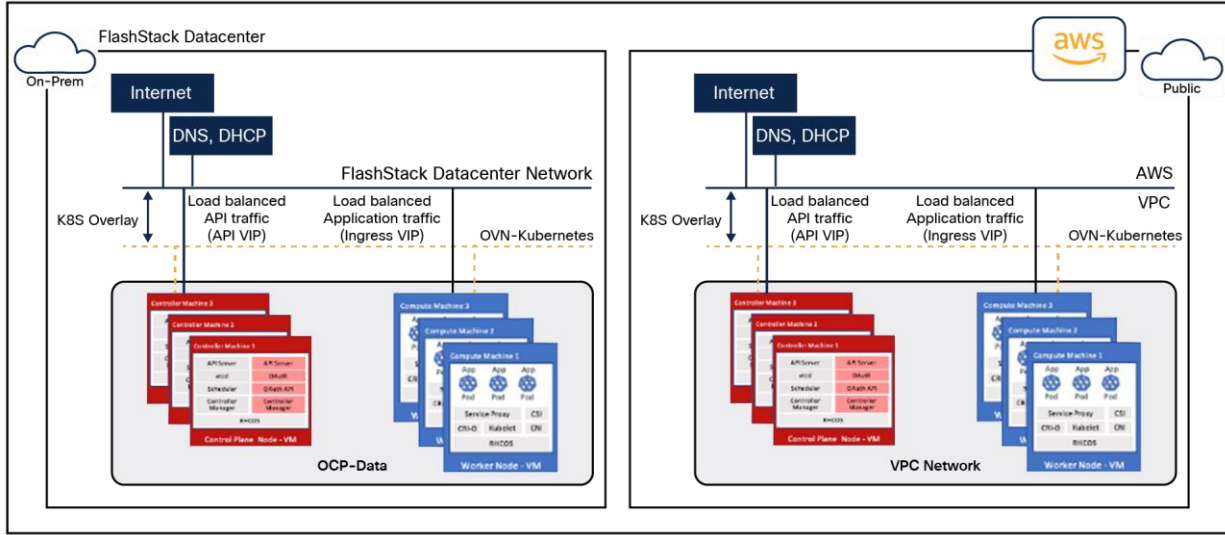 FlashStack Datacenter
On-Prem
Internet
DNS, DHCP
FlashStack Datacenter Network
K8S Overlay
Load balanced
API traffic
(API VIP)
Load balanced
Application traffic
(Ingress VIP)
OVN-Kubernetes
Controller Machine 3
Controller Machine 2
Controller Machine 1
API Server
API Server
etcd
OAuth
Scheduler
OAuth API
Controller
Manager
Controller
Manager
RHCOS
Control Plane Node - VM
Compute Machine 3
Compute Machine 2
Compute Machine 1
App
App
App
Pod
Pod
Pod
Service Proxy
CSI
CRI-O
Kubelet
CNI
RHCOS
Worker Node - VM
OCP-Data
aws
Public
Internet
DNS, DHCP
AWS
VPC
K8S Overlay
Load balanced
API traffic
(API VIP)
Load balanced
Application traffic
(Ingress VIP)
OVN-Kubernetes
Controller Machine 3
Controller Machine 2
Controller Machine 1
API Server
API Server
etcd
OAuth
Scheduler
OAuth API
Controller
Manager
Controller
Manager
RHCOS
Control Plane Node - VM
Compute Machine 3
Compute Machine 2
Compute Machine 1
App
App
App
Pod
Pod
Pod
Service Proxy
CSI
CRI-O
Kubelet
CNI
RHCOS
Worker Node - VM
VPC Network